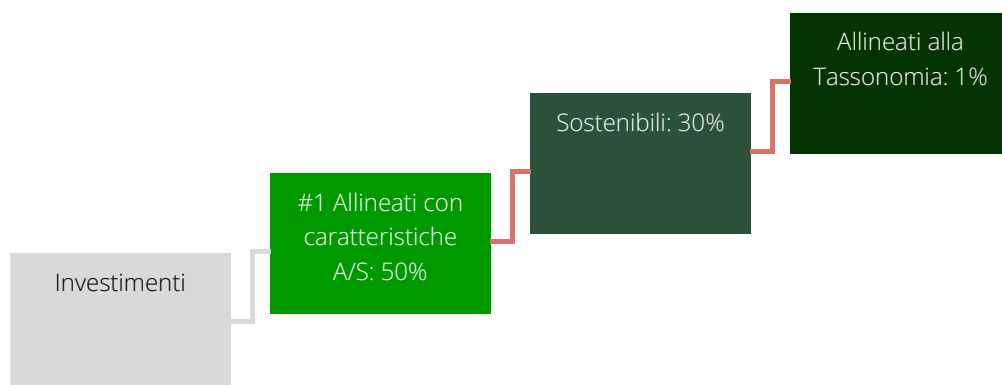 Allineati alla
Tassonomia: 1%
Sostenibili: 30%
#1 Allineati con
caratteristiche
A/S: 50%
Investimenti